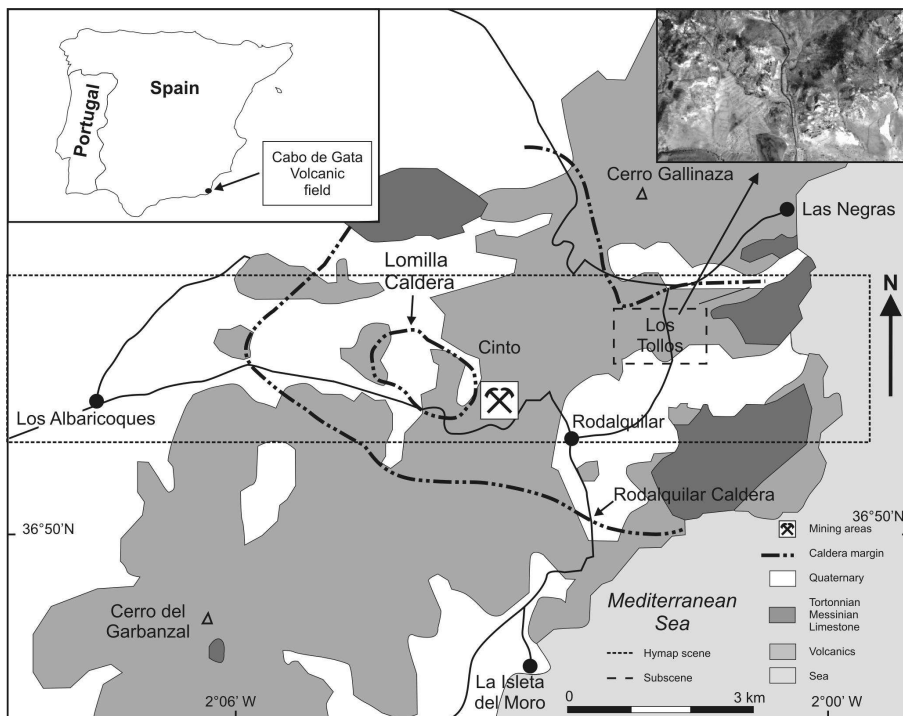 Portugal
Spain
Cabo de Gata
Volcanic
field
Cerro Gallinaza
Las Negras
Lomilla
Caldera
N
Los
Tollos
Cinto
Los Albaricoques
Rodalquilar
Rodalquilar Caldera
36°50'N
36°50'N
Mining areas
Caldera margin
Quaternary
Tortonnian
Messinian
Limestone
Volcanics
Sea
Mediterranean
Sea
Hymap scene
Subscene
Cerro del
Garbanzal
La Isleta
del Moro
0 3 km
2°06' W
2°00' W